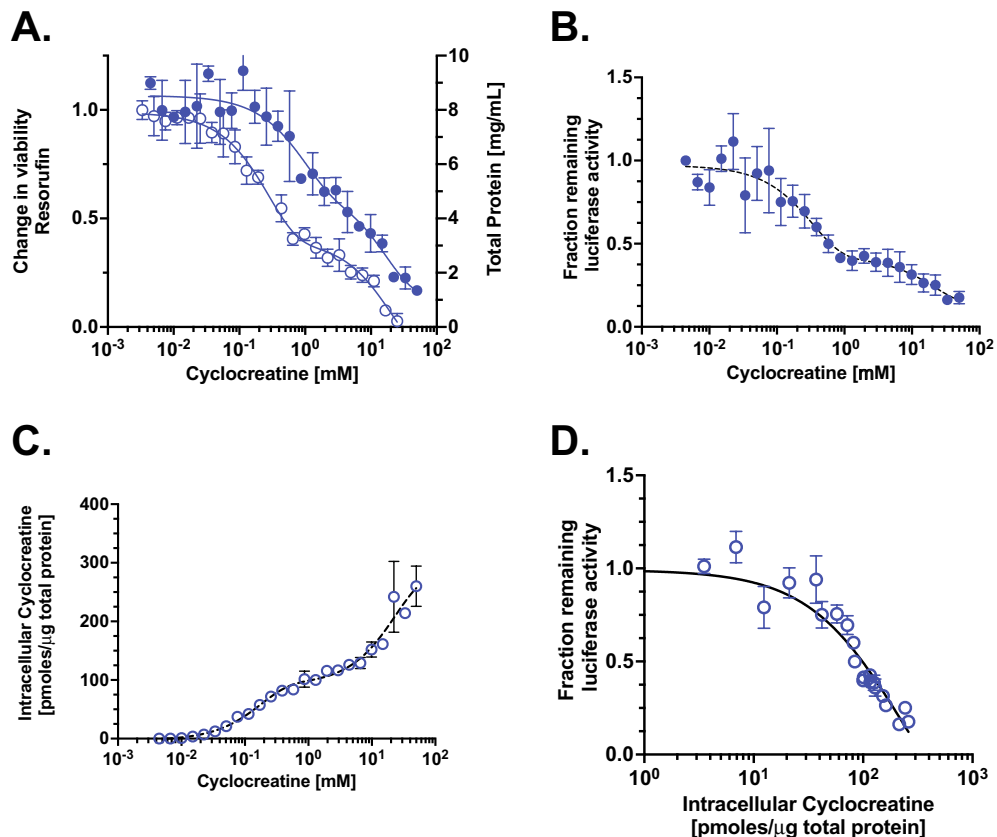 A.
Change in viability
Resorufin
1.0
0.5
0.0
10
8
6
4
2
0
Total Protein [mg/mL]
10-3 10-2 10-1 100 101 102
Cyclocreatine [mM]
B.
Fraction remaining
luciferase activity
1.5
1.0
0.5
0.0
10-3 10-2 10-1 100 101 102
Cyclocreatine [mM]
C.
Intracellular Cyclocreatine
[pmoles/µg total protein]
400
300
200
100
0
10-3 10-2 10-1 100 101 102
Cyclocreatine [mM]
D.
Fraction remaining
luciferase activity
1.5
1.0
0.5
0.0
100 101 102 103
Intracellular Cyclocreatine
[pmoles/µg total protein]